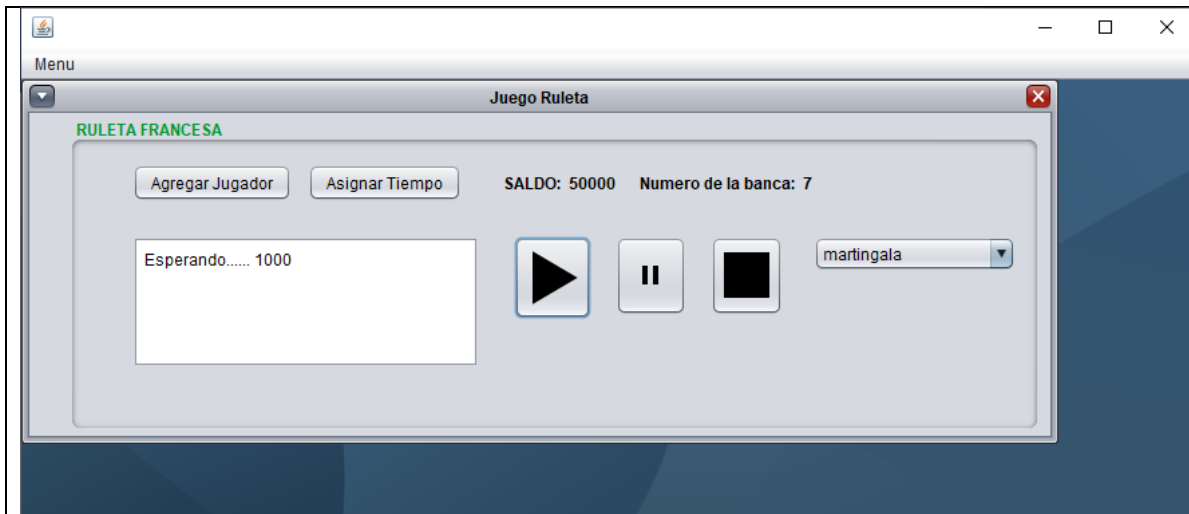 Menu
Juego Ruleta
RULETA FRANCESA
Agregar Jugador Asignar Tiempo SALDO: 50000 Numero de la banca: 7
Esperando...... 1000 martingala